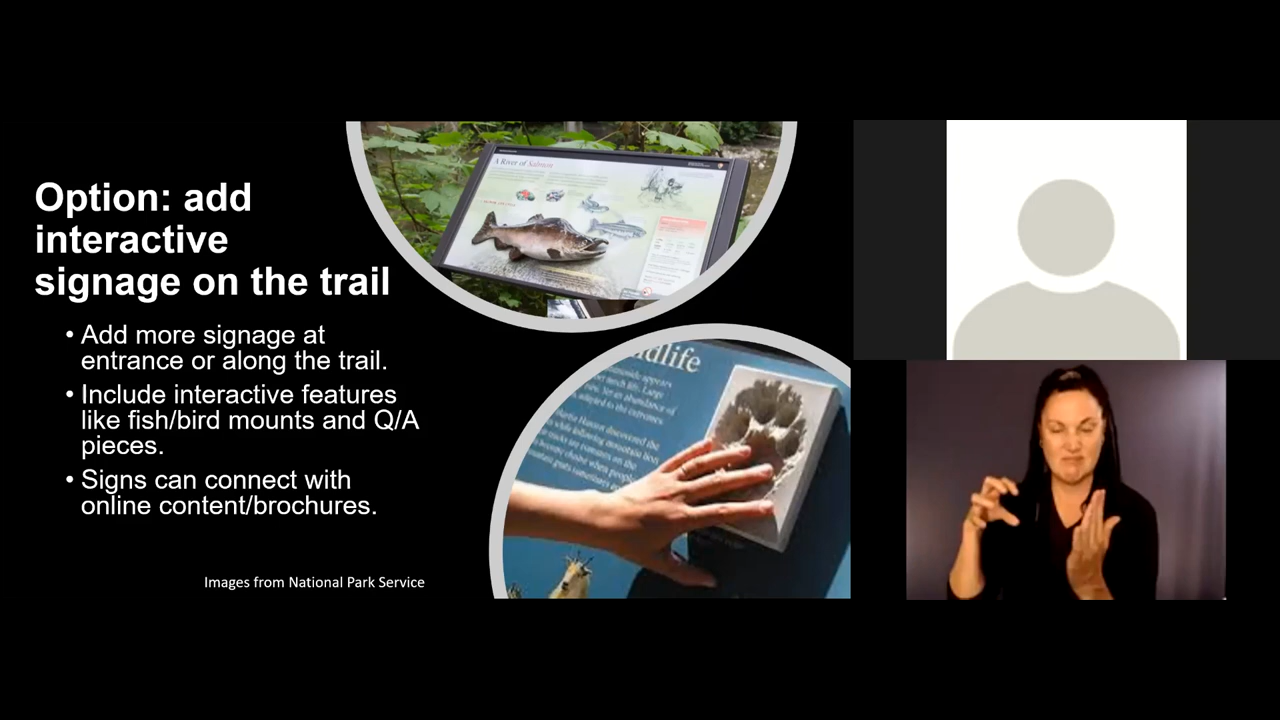 Option: add
interactive
signage on the trail
• Add more signage at
entrance or along the trail.
• Include interactive features
like fish/bird mounts and Q/A
pieces.
• Signs can connect with
online content/brochures.
Images from National Park Service
A River of Salmon
dlife